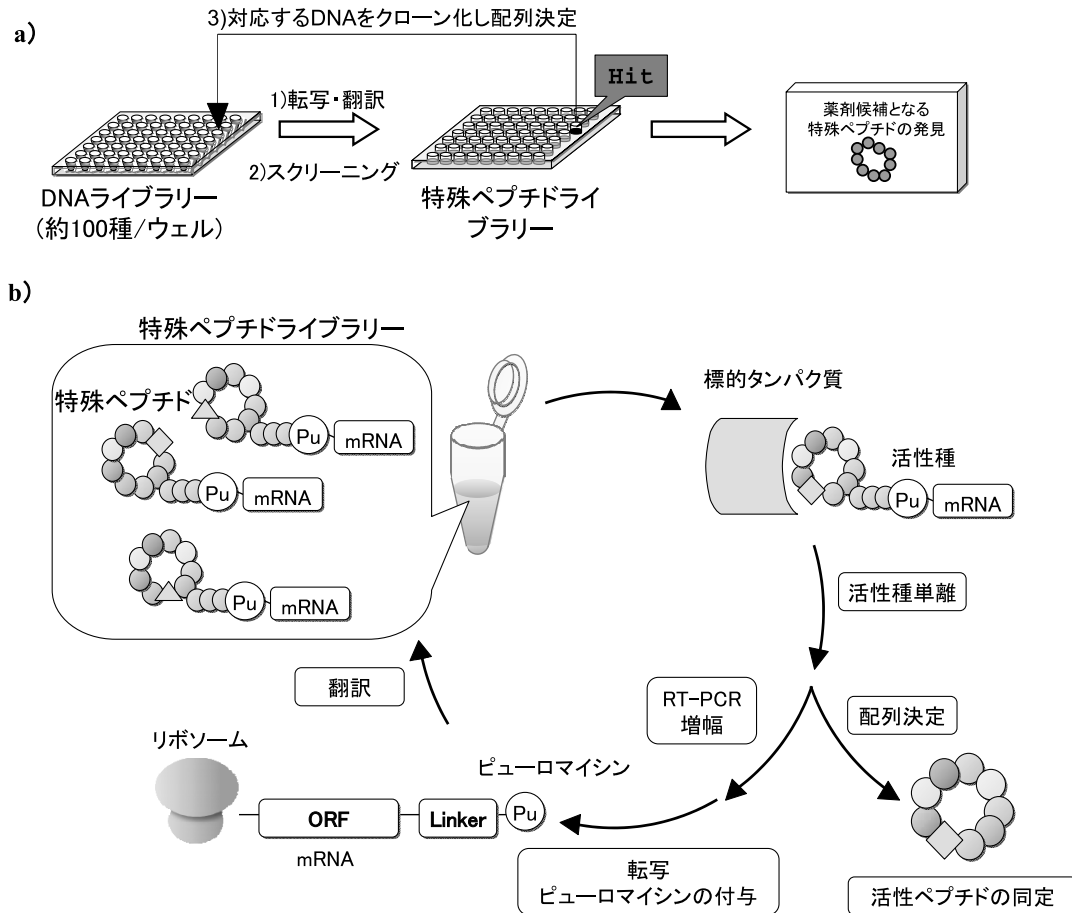 a)
3)対応するDNAをクローン化し配列決定
Hit
1)転写・翻訳
2)スクリーニング
薬剤候補となる
特殊ペプチドの発見
DNAライブラリー
(約100種/ウェル)
特殊ペプチドライ
ブラリー
b)
特殊ペプチドライブラリー
特殊ペプチド
Pu
mRNA
Pu
mRNA
Pu
mRNA
標的タンパク質
活性種
Pu
mRNA
活性種単離
翻訳
RT-PCR
増幅
配列決定
リボソーム
ピューロマイシン
ORF
Linker
Pu
mRNA
転写
ピューロマイシンの付与
活性ペプチドの同定